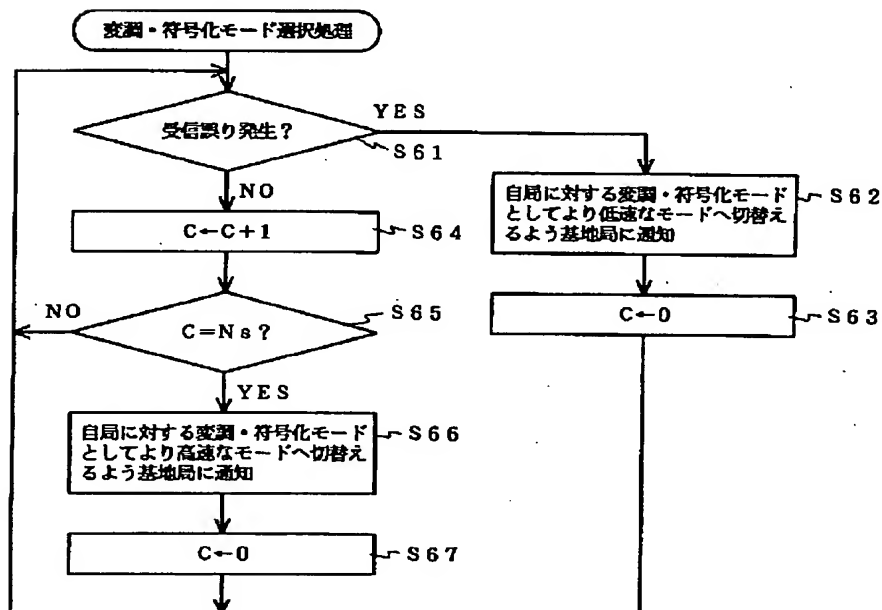 変調・符号化モード選択処理
受信誤り発生?
YES
S61
NO
自局に対する変調・符号化モード
としてより低速なモードへ切替え
るよう基地局に通知
S62
C←C+1
S64
C=Ns?
NO
S65
C←0
S63
YES
自局に対する変調・符号化モード
としてより高速なモードへ切替え
るよう基地局に通知
S66
C←0
S67